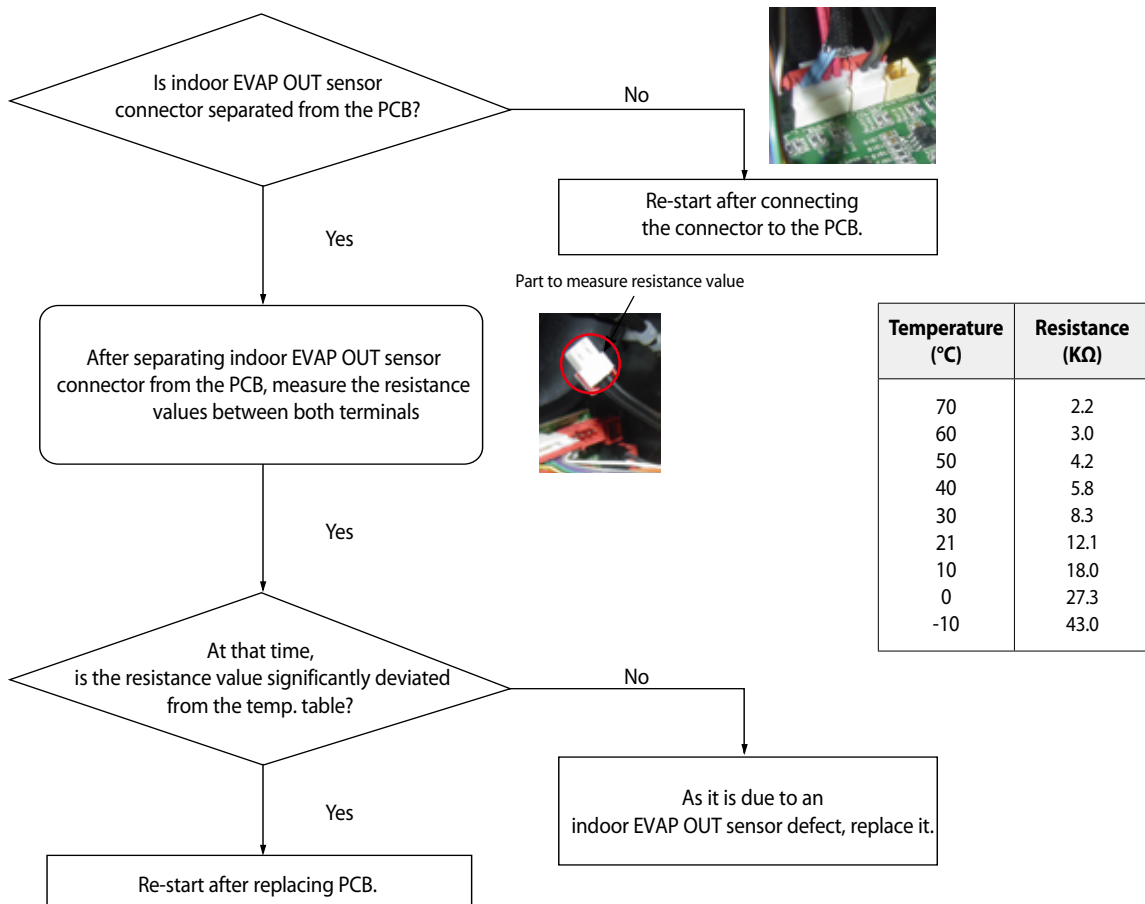 Is indoor EVAP OUT sensor
connector separated from the PCB?
No
Re-start after connecting
the connector to the PCB.
Yes
Part to measure resistance value
After separating indoor EVAP OUT sensor
connector from the PCB, measure the resistance
values between both terminals
Temperature Resistance
(°C) (KΩ)
70 2.2
60 3.0
50 4.2
40 5.8
30 8.3
21 12.1
10 18.0
0 27.3
-10 43.0
Yes
At that time,
is the resistance value significantly deviated
from the temp. table?
No
As it is due to an
indoor EVAP OUT sensor defect, replace it.
Yes
Re-start after replacing PCB.